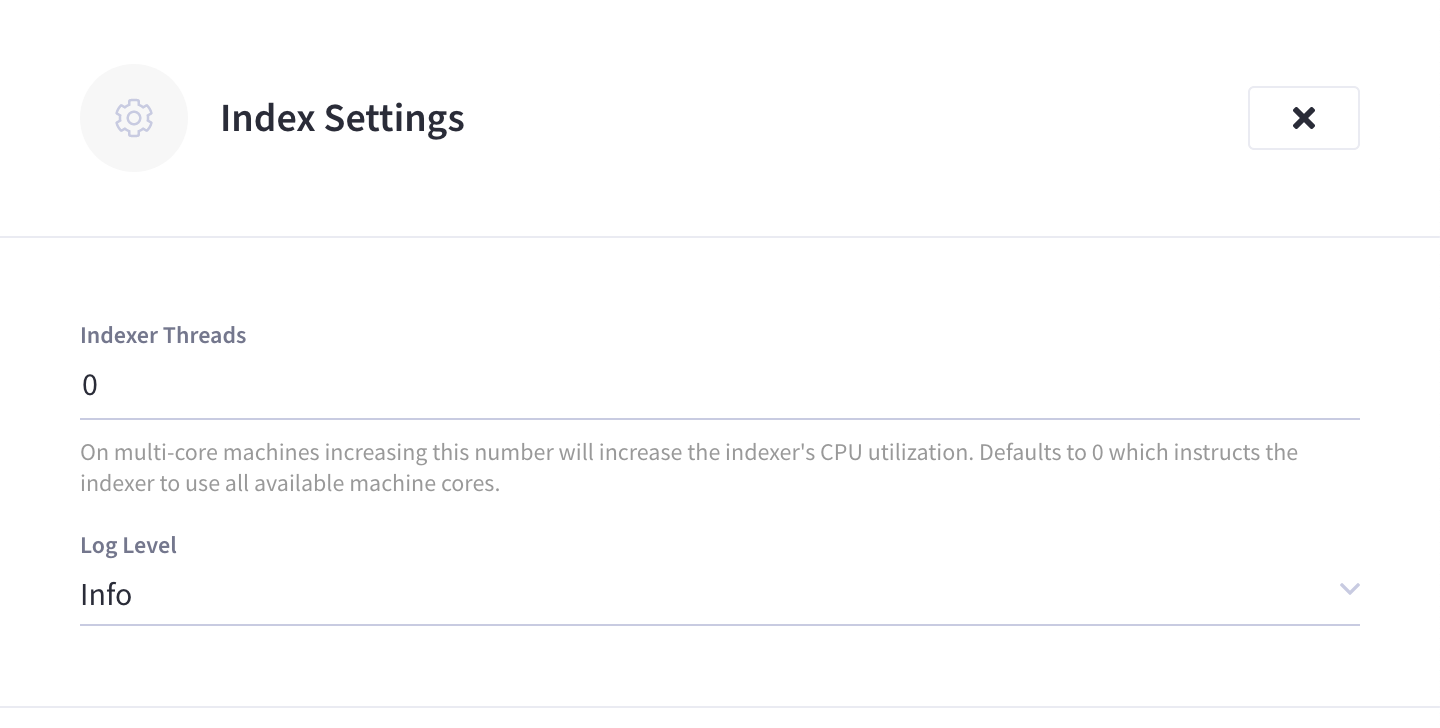 Index Settings
Indexer Threads
0
On multi-core machines increasing this number will increase the indexer's CPU utilization. Defaults to 0 which instructs the
indexer to use all available machine cores.
Log Level
Info